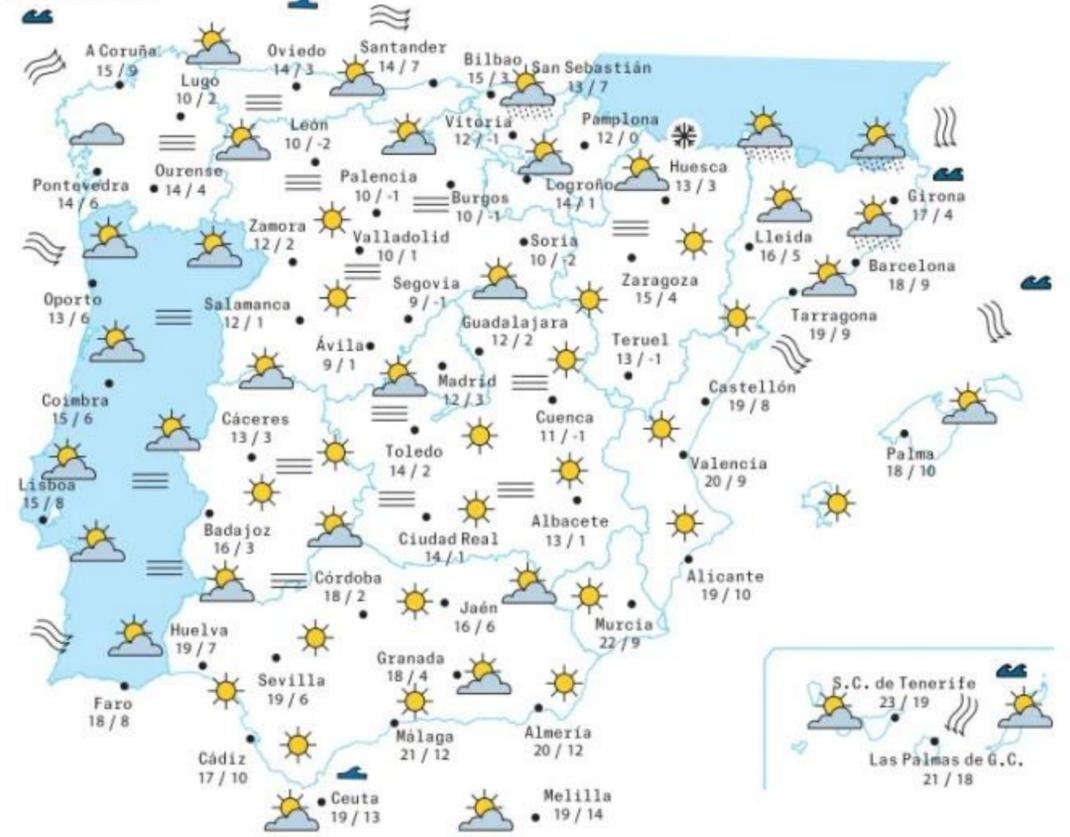 A Coruña
15 / 9
Lugo
10 / 2
Oviedo
14 / 3
Santander
14 / 7
Bilbao
15 / 3
San Sebastián
13 / 7
Vitoria
12 / -1
Pamplona
12 / 0
León
10 / -2
Pontevedra
14 / 6
Ourense
14 / 4
Palencia
10 / -1
Burgos
10 / -1
Logroño
14 / 1
Huesca
13 / 3
Girona
17 / 4
Zamora
12 / 2
Valladolid
10 / 1
Soria
10 / -2
Lleida
16 / 5
Barcelona
18 / 9
Zaragoza
15 / 4
Oporto
13 / 6
Salamanca
12 / 1
Segovia
9 / -1
Guadalajara
12 / 2
Tarragona
19 / 9
Ávila
9 / 1
Teruel
13 / -1
Madrid
12 / 3
Castellón
19 / 8
Coimbra
15 / 6
Cáceres
13 / 3
Cuenca
11 / -1
Toledo
14 / 2
Valencia
20 / 9
Palma
18 / 10
Lisboa
15 / 8
Badajoz
16 / 3
Ciudad Real
14 / 1
Albacete
13 / 1
Córdoba
18 / 2
Alicante
19 / 10
Jaén
16 / 6
Murcia
22 / 9
Huelva
19 / 7
Granada
18 / 4
Sevilla
19 / 6
Faro
18 / 8
Málaga
21 / 12
Almería
20 / 12
Cádiz
17 / 10
Ceuta
19 / 13
Melilla
19 / 14
S.C. de Tenerife
23 / 19
Las Palmas de G.C.
21 / 18